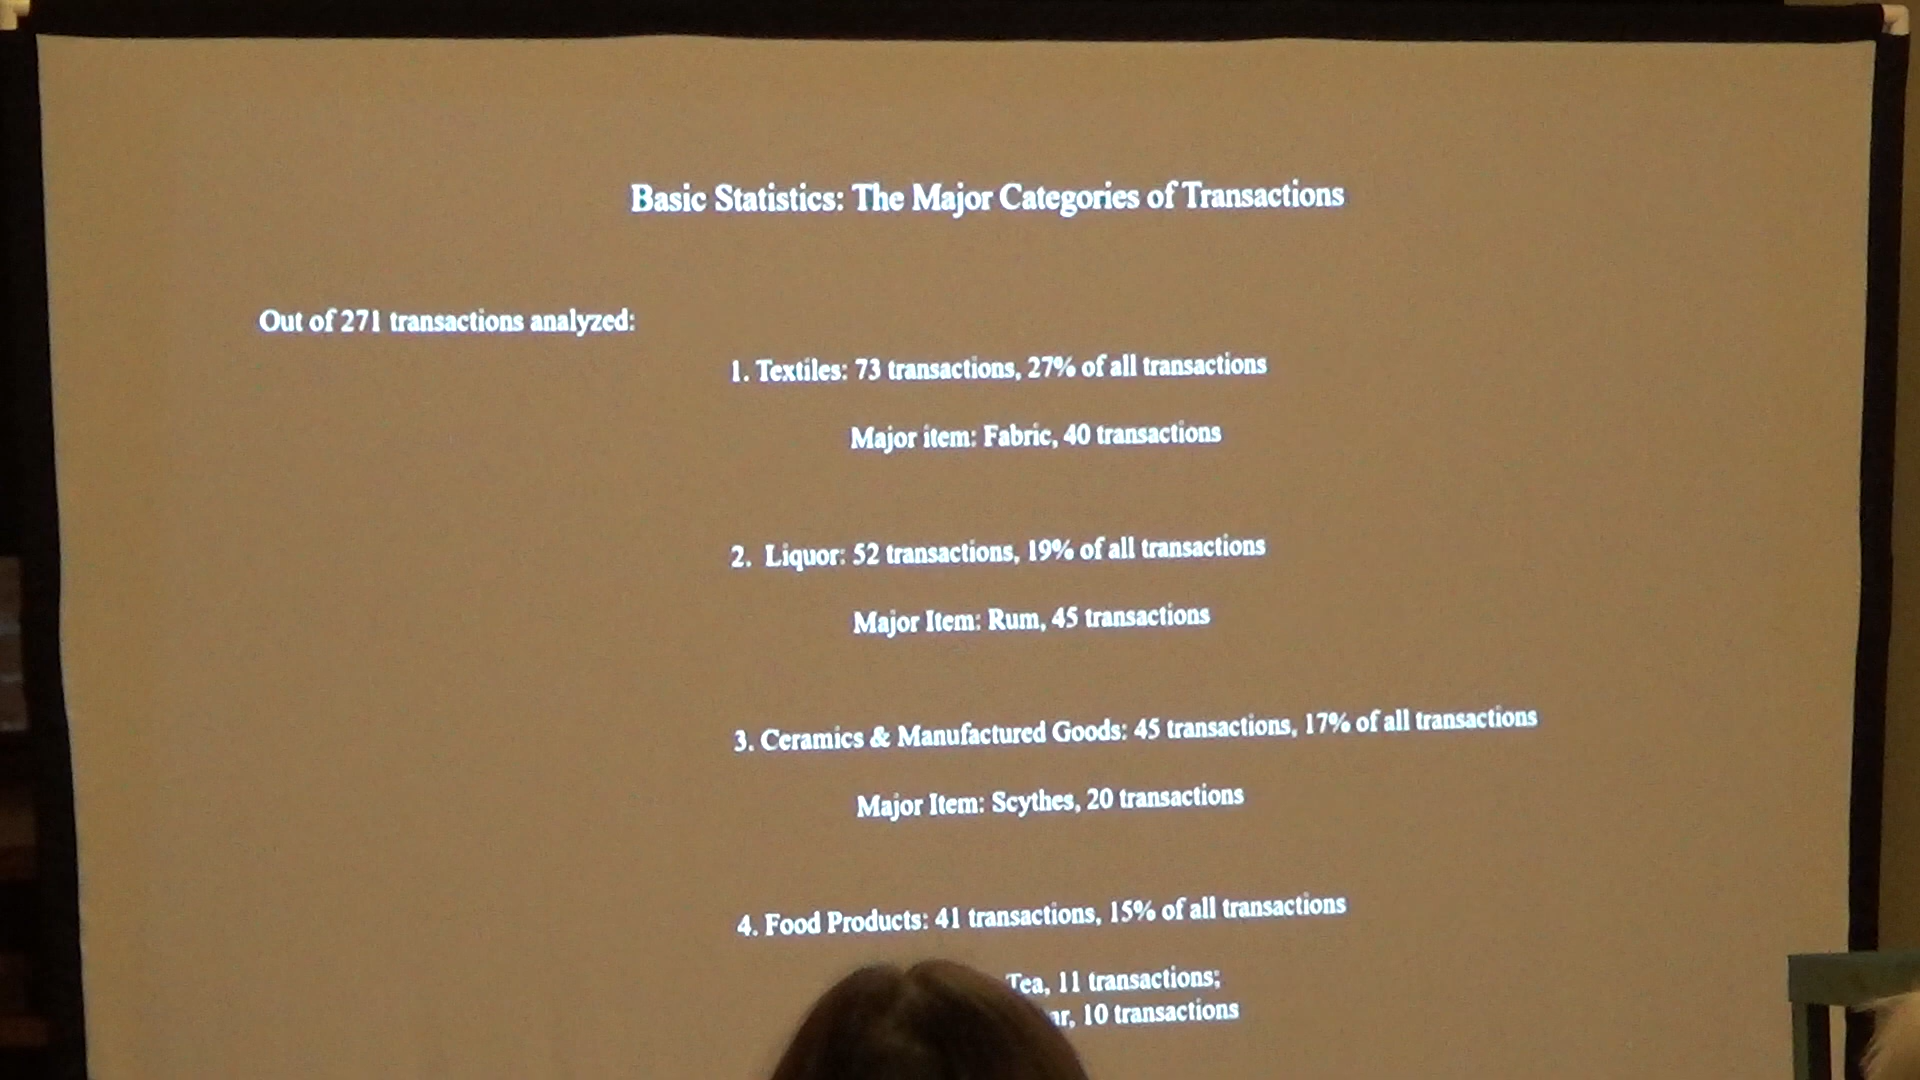 Basic Statistics: The Major Categories of Transactions
Out of 271 transactions analyzed:
1. Textiles: 73 transactions, 27% of all transactions
Major item: Fabric, 40 transactions
2. Liquor: 52 transactions, 19% of all transactions
Major Item: Rum, 45 transactions
3. Ceramics & Manufactured Goods: 45 transactions, 17% of all transactions
Major Item: Scythes, 20 transactions
4. Food Products: 41 transactions, 15% of all transactions
Tea, 11 transactions;
10 transactions